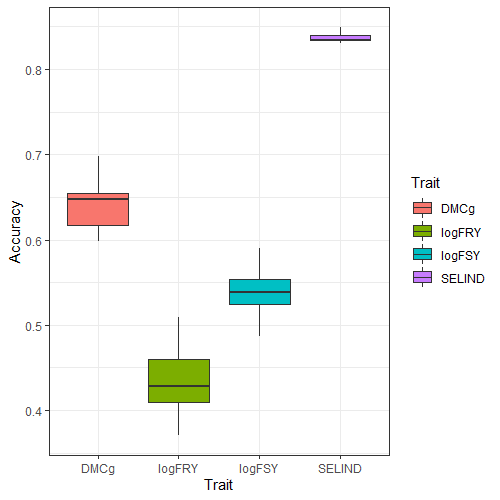 Accuracy
0.8
0.7
0.6
0.5
0.4
DMCg logFRY logFSY SELIND
Trait
Trait
DMCg
logFRY
logFSY
SELIND